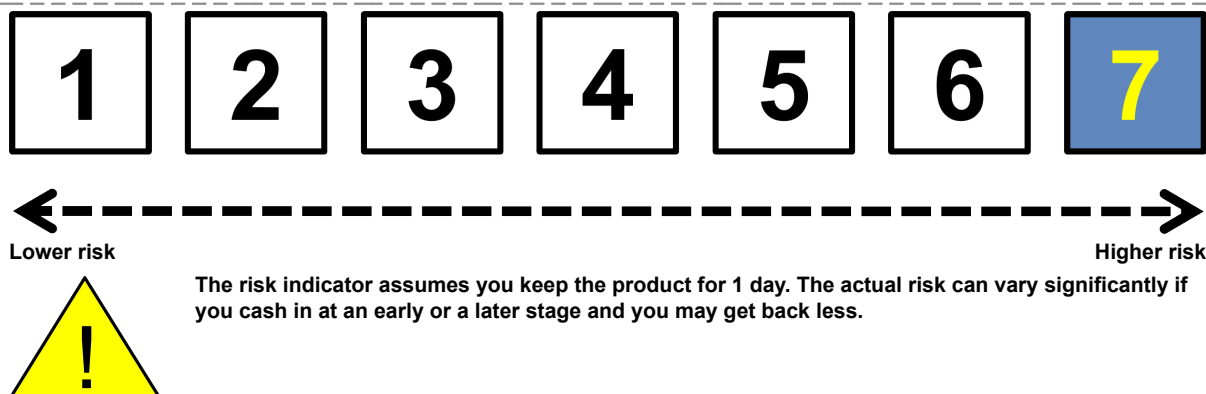 1 2 3 4 5 6 7
Lower risk Higher risk
The risk indicator assumes you keep the product for 1 day. The actual risk can vary significantly if
you cash in at an early or a later stage and you may get back less.
!